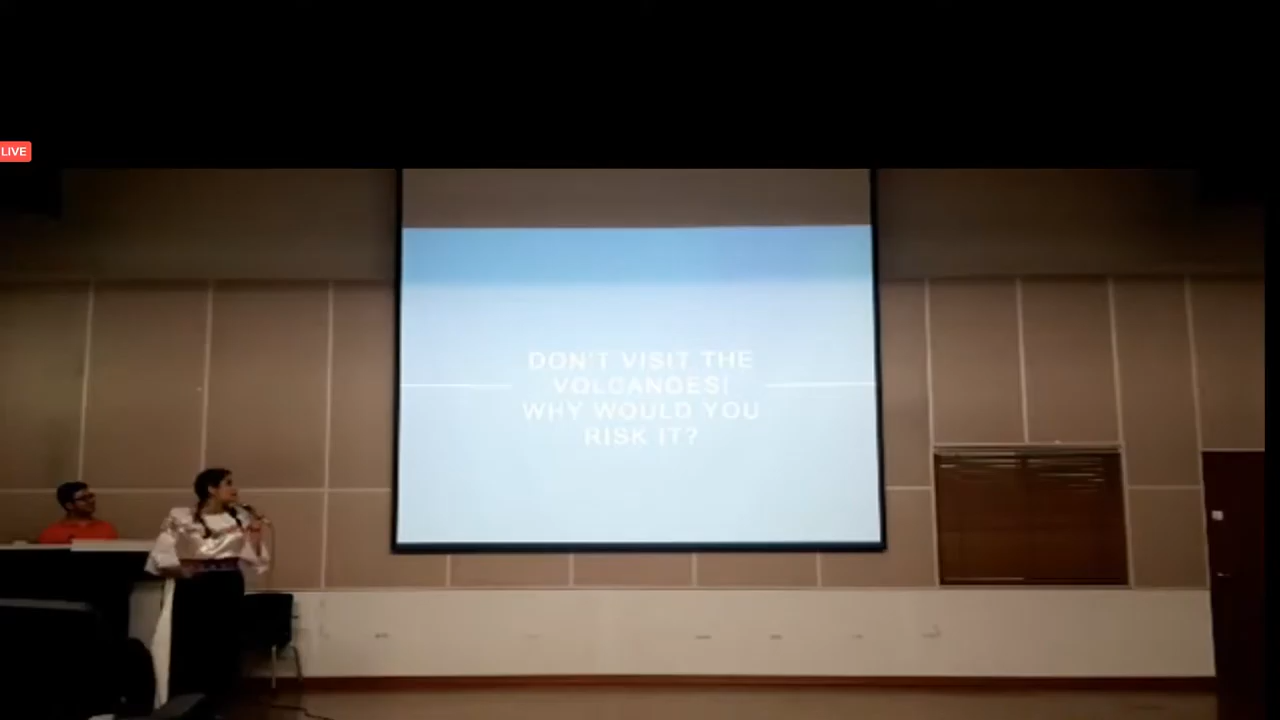 LIVE
DON'T VISIT THE
VOLCANOES!
WHY WOULD YOU
RISK IT?